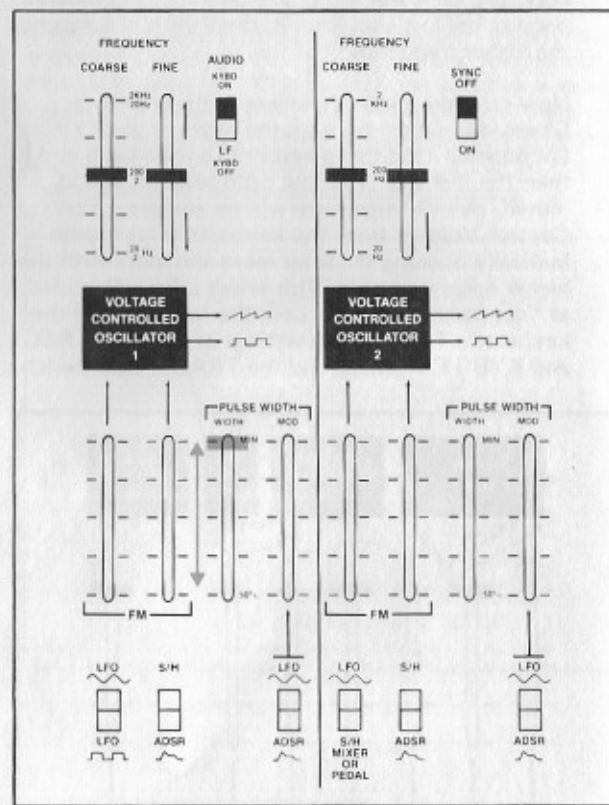 FREQUENCY
COARSE FINE
AUDIO
KYBD
ON
LF
KYBD
OFF
2KHz
20Hz
200
2
20 Hz
2 Hz
VOLTAGE
CONTROLLED
OSCILLATOR
1
PULSE WIDTH
WIDTH MOD
MIN
50%
FM
LFO S/H LFO
LFO ADSR ADSR
FREQUENCY
COARSE FINE
SYNC
OFF
ON
2
KHz
200
Hz
20
Hz
VOLTAGE
CONTROLLED
OSCILLATOR
2
PULSE WIDTH
WIDTH MOD
MIN
50%
FM
LFO S/H LFO
S/H
MIXER
OR
PEDAL
ADSR ADSR